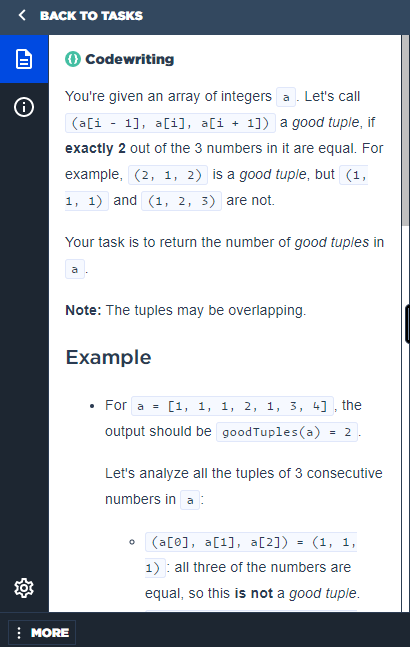 BACK TO TASKS
Codewriting
You're given an array of integers a . Let's call
(a[i - 1], a[i], a[i + 1]) a good tuple, if
exactly 2 out of the 3 numbers in it are equal. For
example, (2, 1, 2) is a good tuple, but (1,
1, 1) and (1, 2, 3) are not.
Your task is to return the number of good tuples in
a .
Note: The tuples may be overlapping.
Example
• For a = [1, 1, 1, 2, 1, 3, 4] , the
output should be goodTuples(a) = 2 .
Let's analyze all the tuples of 3 consecutive
numbers in a :
◦ (a[0], a[1], a[2]) = (1, 1,
1) : all three of the numbers are
equal, so this is not a good tuple.
MORE